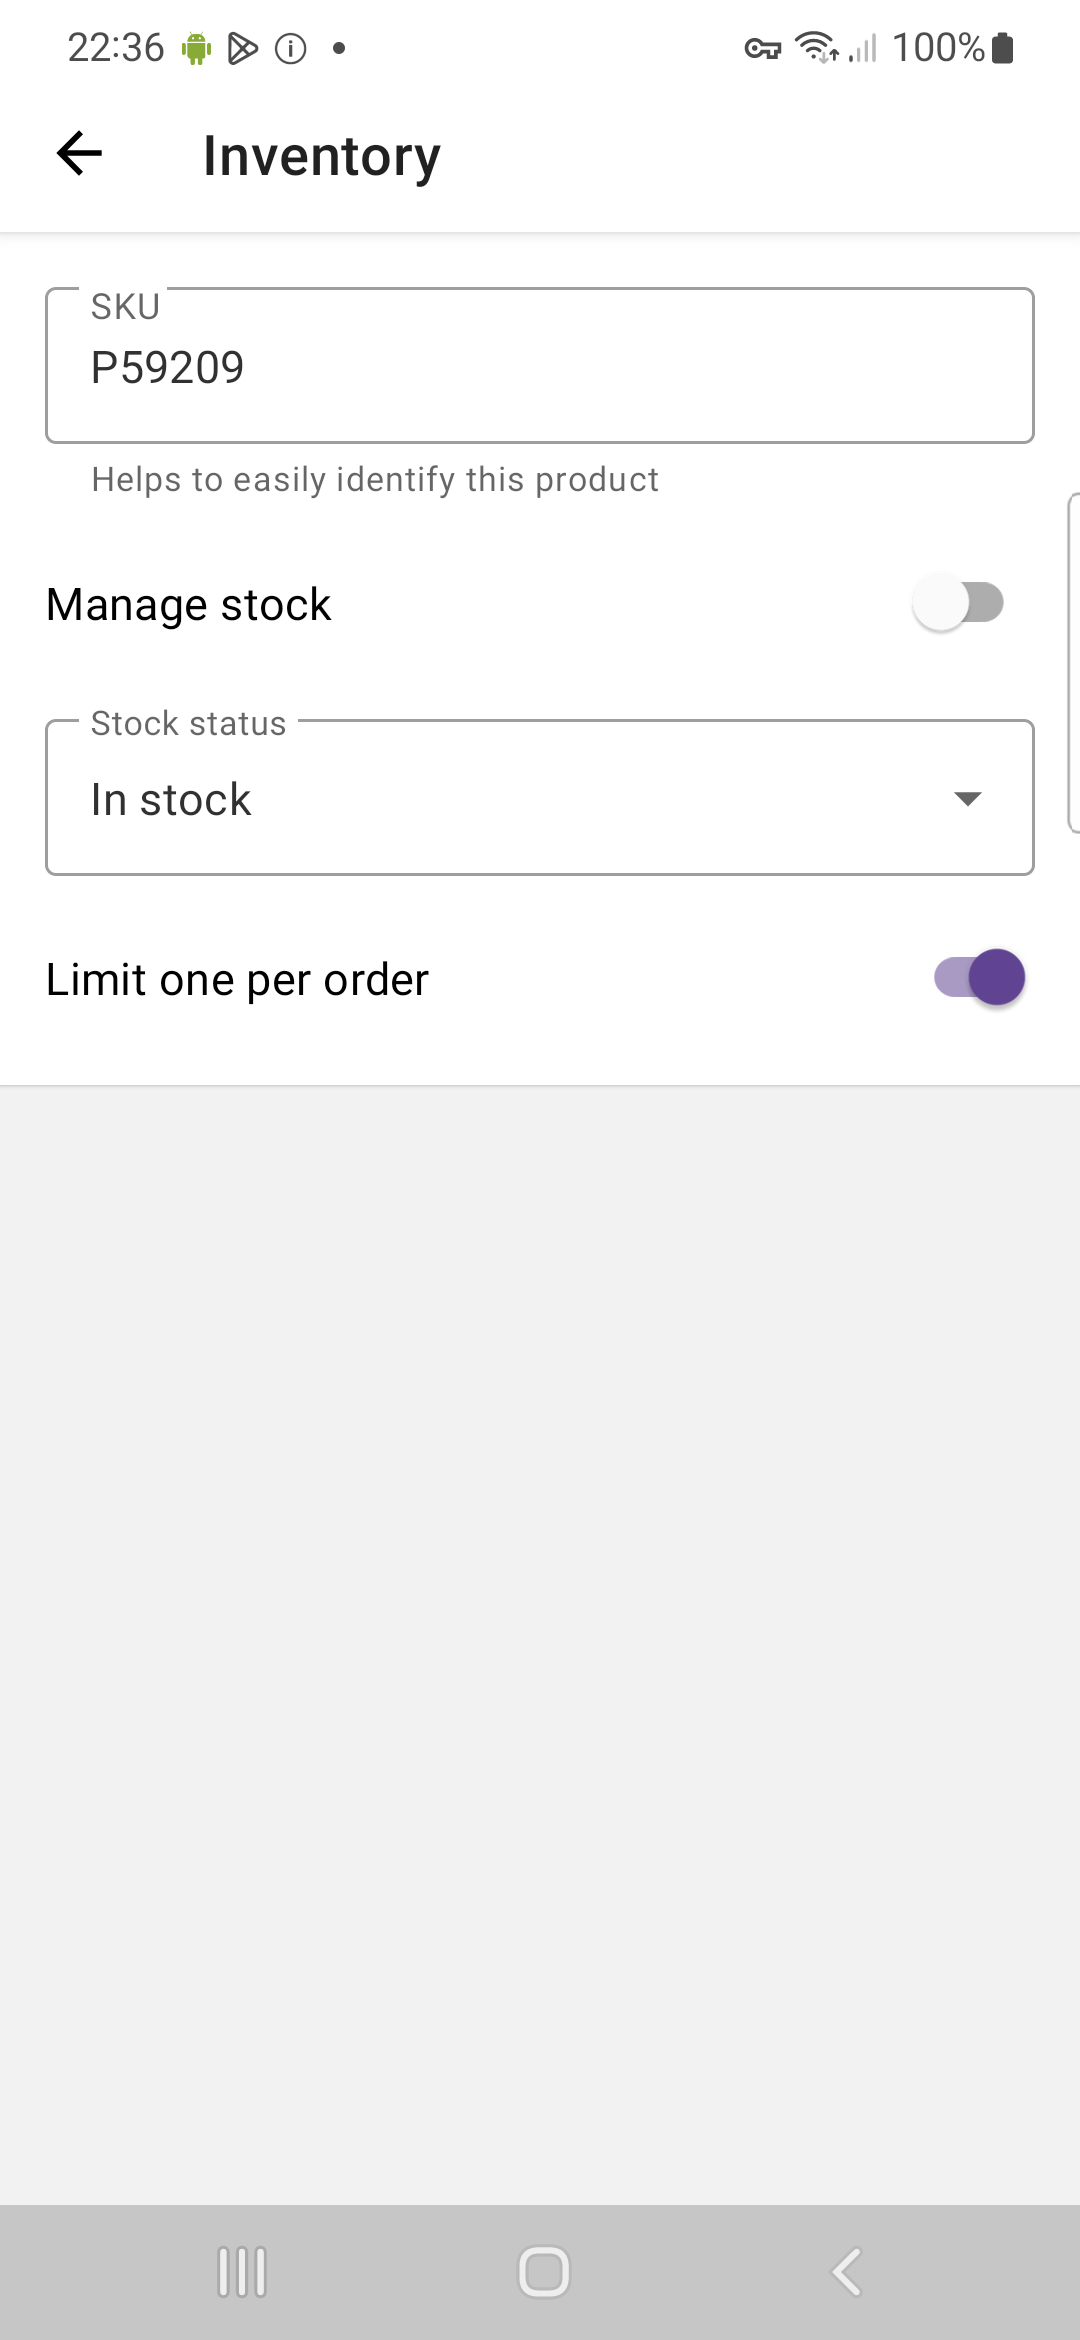 22:36 100%
Inventory
SKU
P59209
Helps to easily identify this product
Manage stock
Stock status
In stock
Limit one per order